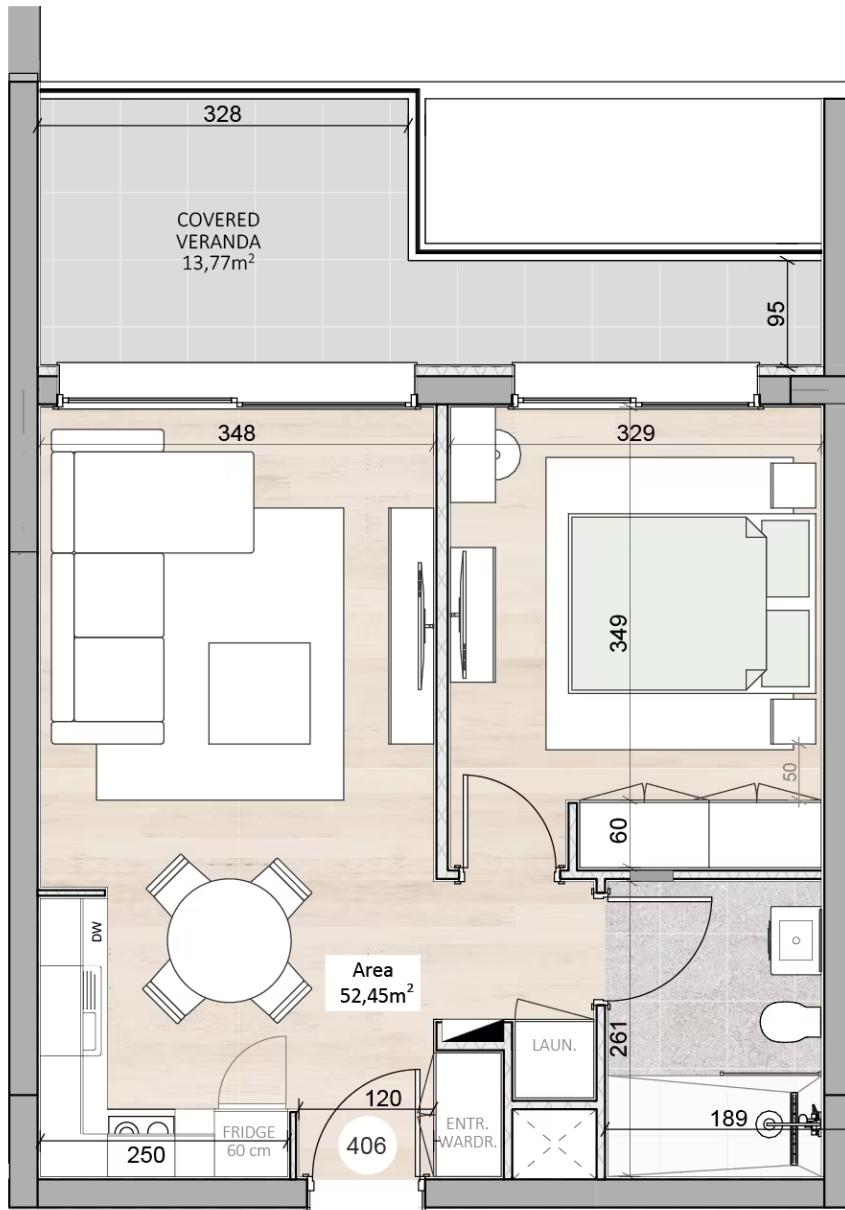 328
COVERED
VERANDA
13,77m²
95
348
329
349
50
60
DW
Area
52,45m²
LAUN.
261
120
ENTR.
WARDR.
189
FRIDGE
60 cm
250
406